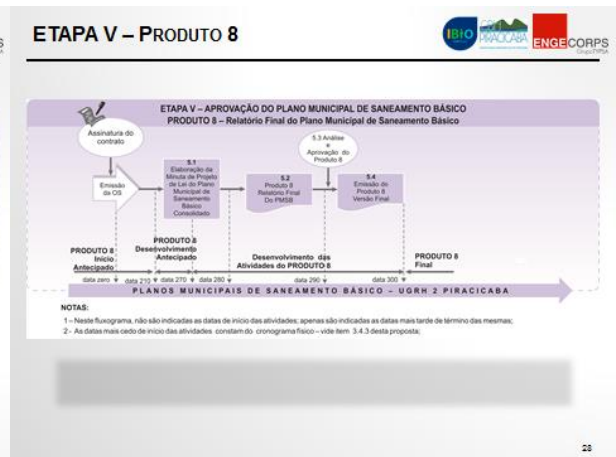 ETAPA V – PRODUTO 8
IBIO
CBH
PIRACICABA
ENGECORPS
Grupo TYPSA
ETAPA V – APROVAÇÃO DO PLANO MUNICIPAL DE SANEAMENTO BÁSICO
PRODUTO 8 – Relatório Final do Plano Municipal de Saneamento Básico
Assinatura do
contrato
Emissão
da OS
5.1
Elaboração da
Minuta de Projeto
de Lei do Plano
Municipal de
Saneamento
Básico
Consolidado
5.2
Produto 8
Relatório Final
Do PMSB
5.3 Análise
e
Aprovação do
Produto 8
5.4
Emissão do
Produto 8
Versão Final
PRODUTO 8
Início
Antecipado
PRODUTO 8
Desenvolvimento
Antecipado
Desenvolvimento das
Atividades do PRODUTO 8
PRODUTO 8
Final
data zero
data 210
data 270
data 280
data 290
data 300
PLANOS MUNICIPAIS DE SANEAMENTO BÁSICO – UGRH 2 PIRACICABA
NOTAS:
1 – Neste fluxograma, não são indicadas as datas de início das atividades; apenas são indicadas as datas mais tarde de término das mesmas;
2 - As datas mais cedo de início das atividades constam do cronograma físico – vide item 3.4.3 desta proposta;
28